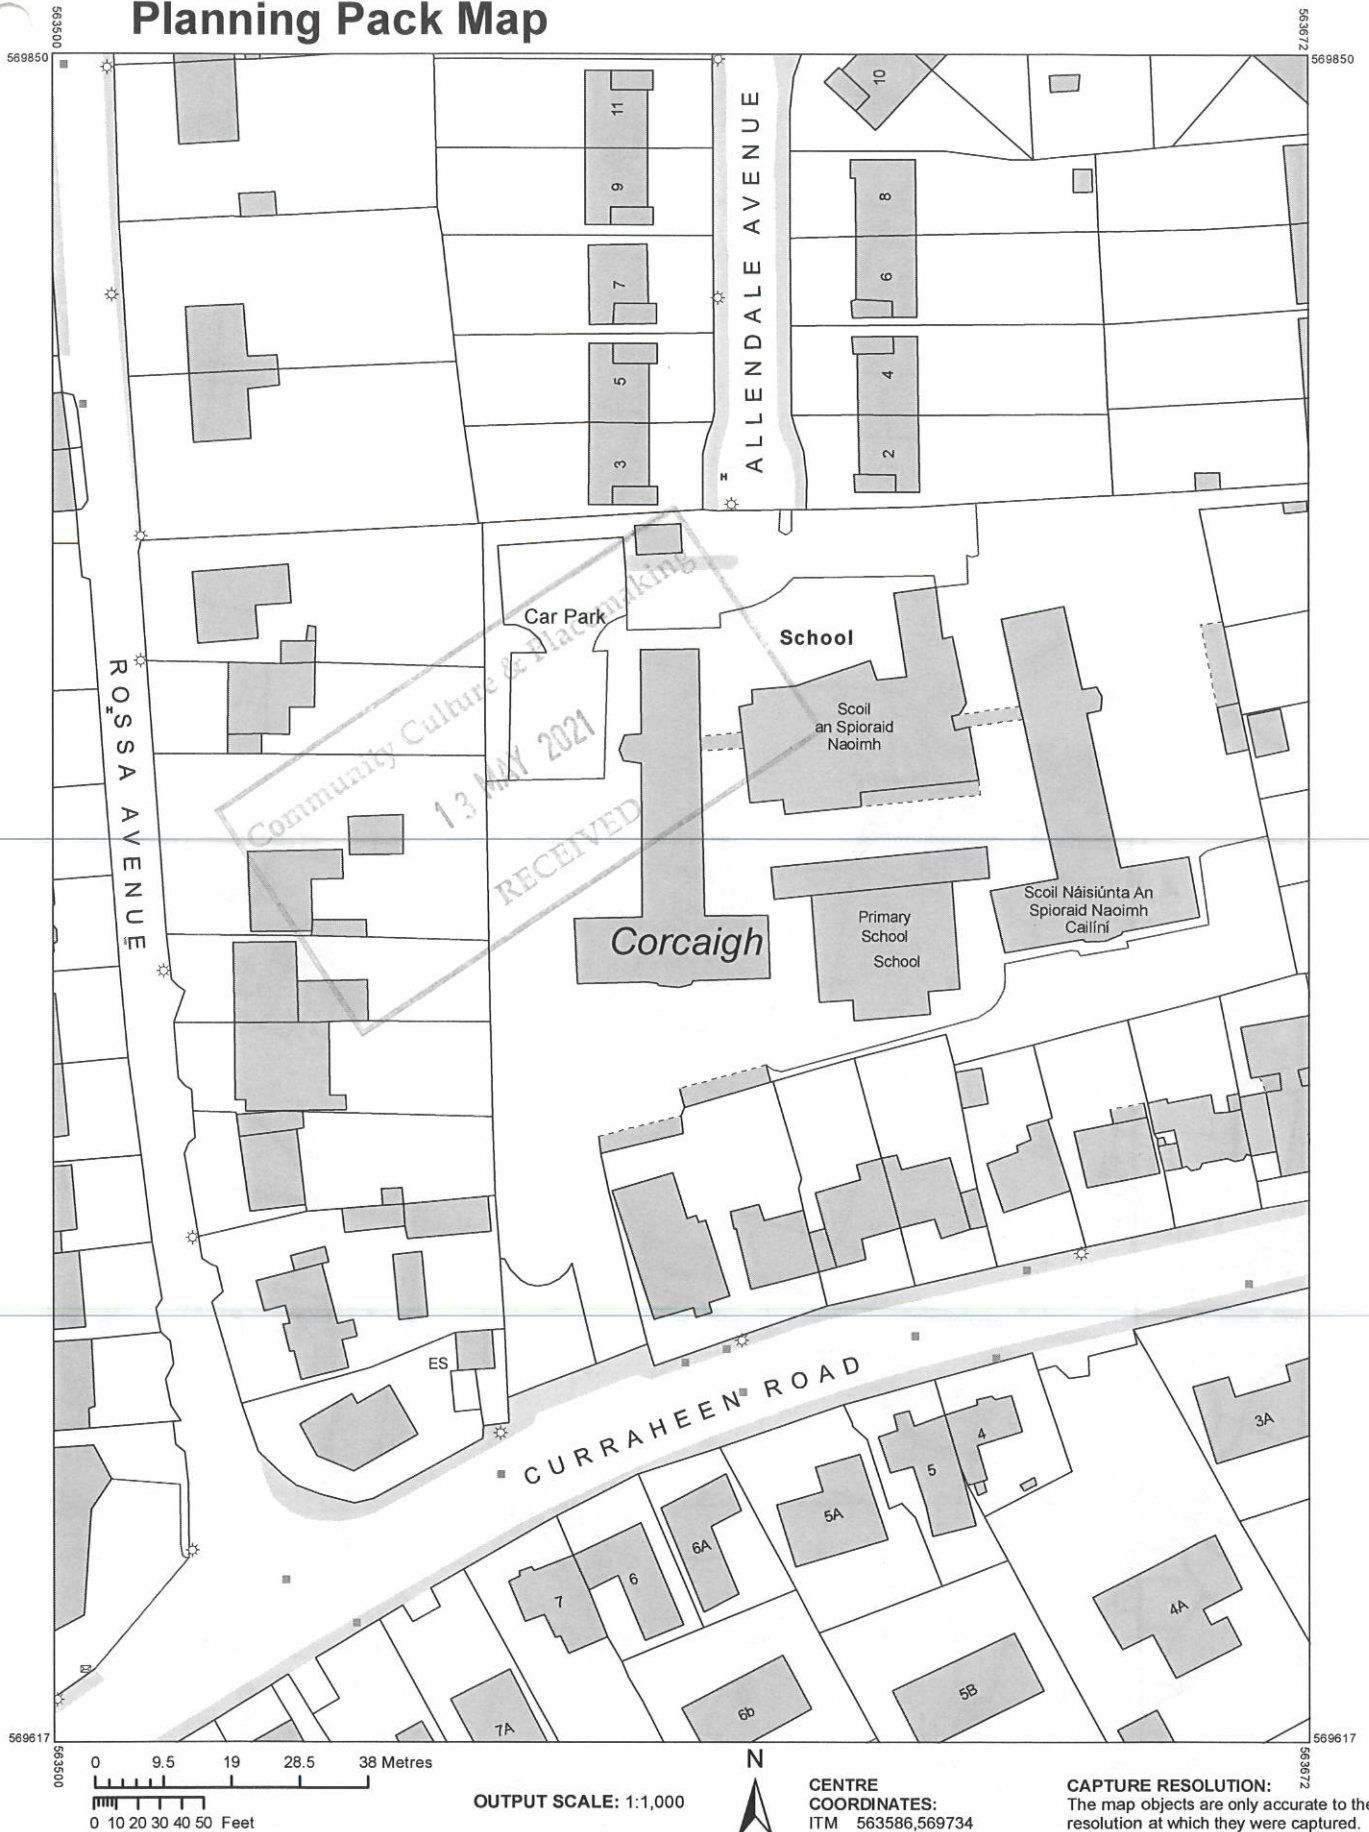 Planning Pack Map
563500
563672
569850
569850
11
10
9
8
ALLENDALE AVENUE
7
6
5
4
3
2
H
Car Park
School
Community Culture & Placemaking
13 MAY 2021
RECEIVED
ROSSA AVENUE
H
Scoil
an Spioraid
Naoimh
Corcaigh
Primary
School
School
Scoil Náisiúnta An
Spioraid Naoimh
Cailíní
ES
CURRAHEEN ROAD
3A
4
5
5A
6A
6
7
4A
5B
6b
7A
569617
569617
563500
563672
0 9.5 19 28.5 38 Metres
0 10 20 30 40 50 Feet
OUTPUT SCALE: 1:1,000
N
CENTRE
COORDINATES:
ITM 563586,569734
CAPTURE RESOLUTION:
The map objects are only accurate to the
resolution at which they were captured.